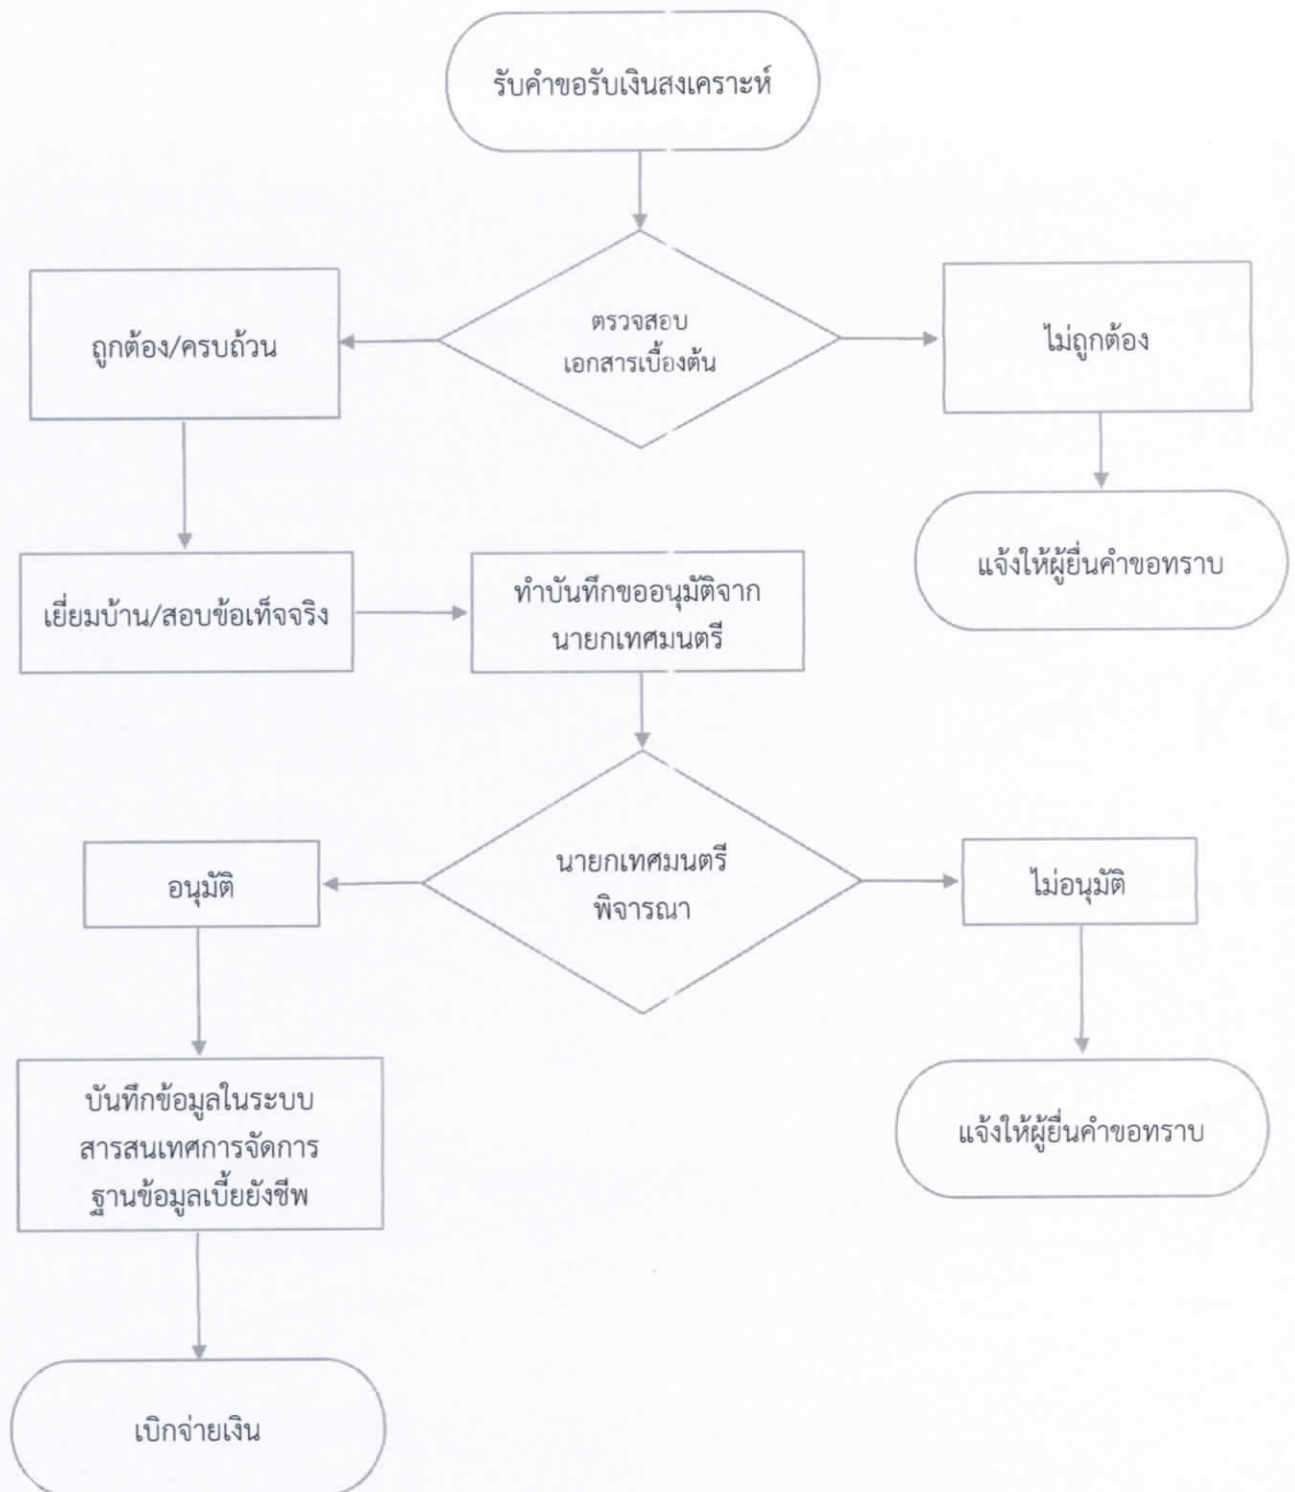 รับคำขอรับเงินสงเคราะห์
ตรวจสอบ
เอกสารเบื้องต้น
ถูกต้อง/ครบถ้วน
ไม่ถูกต้อง
แจ้งให้ผู้ยื่นคำขอทราบ
เยี่ยมบ้าน/สอบข้อเท็จจริง
ทำบันทึกขออนุมัติจาก
นายกเทศมนตรี
นายกเทศมนตรี
พิจารณา
อนุมัติ
ไม่อนุมัติ
บันทึกข้อมูลในระบบ
สารสนเทศการจัดการ
ฐานข้อมูลเบี้ยยังชีพ
แจ้งให้ผู้ยื่นคำขอทราบ
เบิกจ่ายเงิน